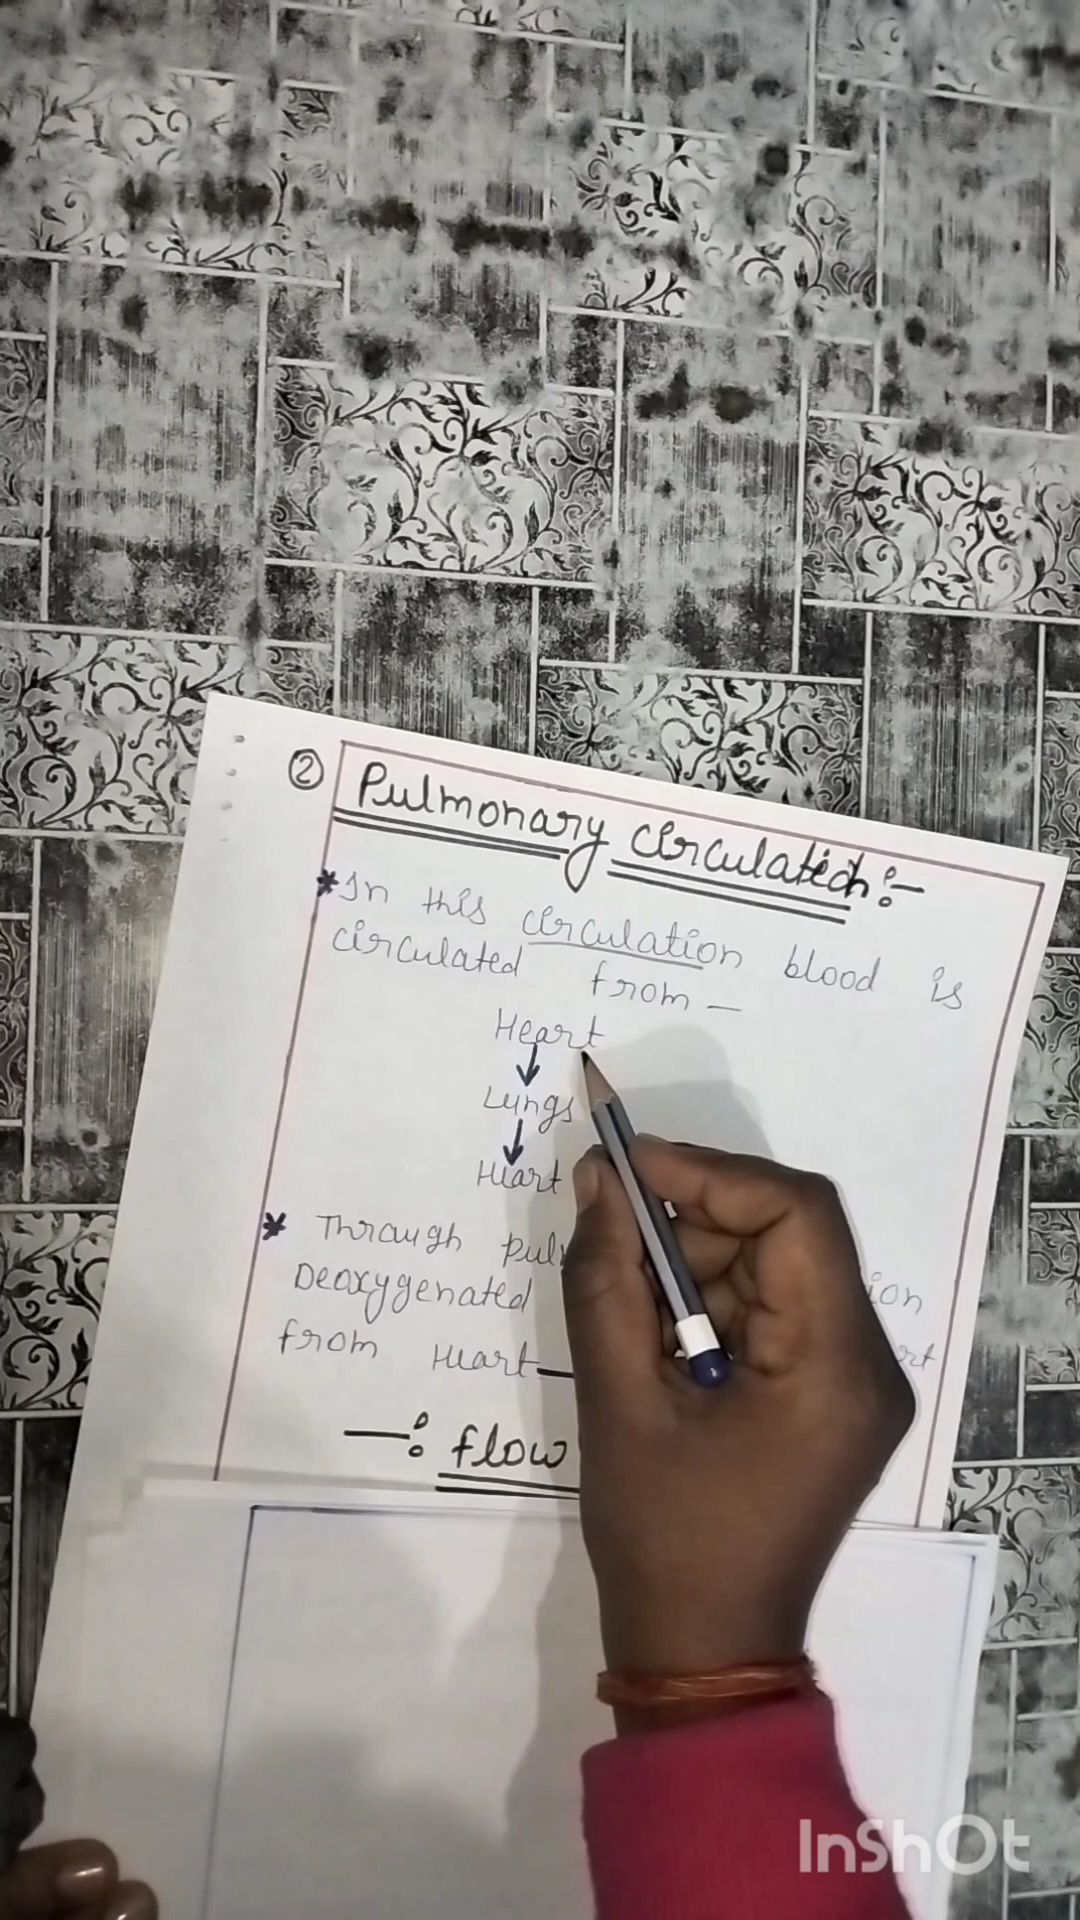 ② Pulmonary circulation :-
* In this circulation blood is
circulated from —
Heart
↓
Lungs
↓
Heart
* Through
Deoxygenated
from Heart —
—: flow
InShOt